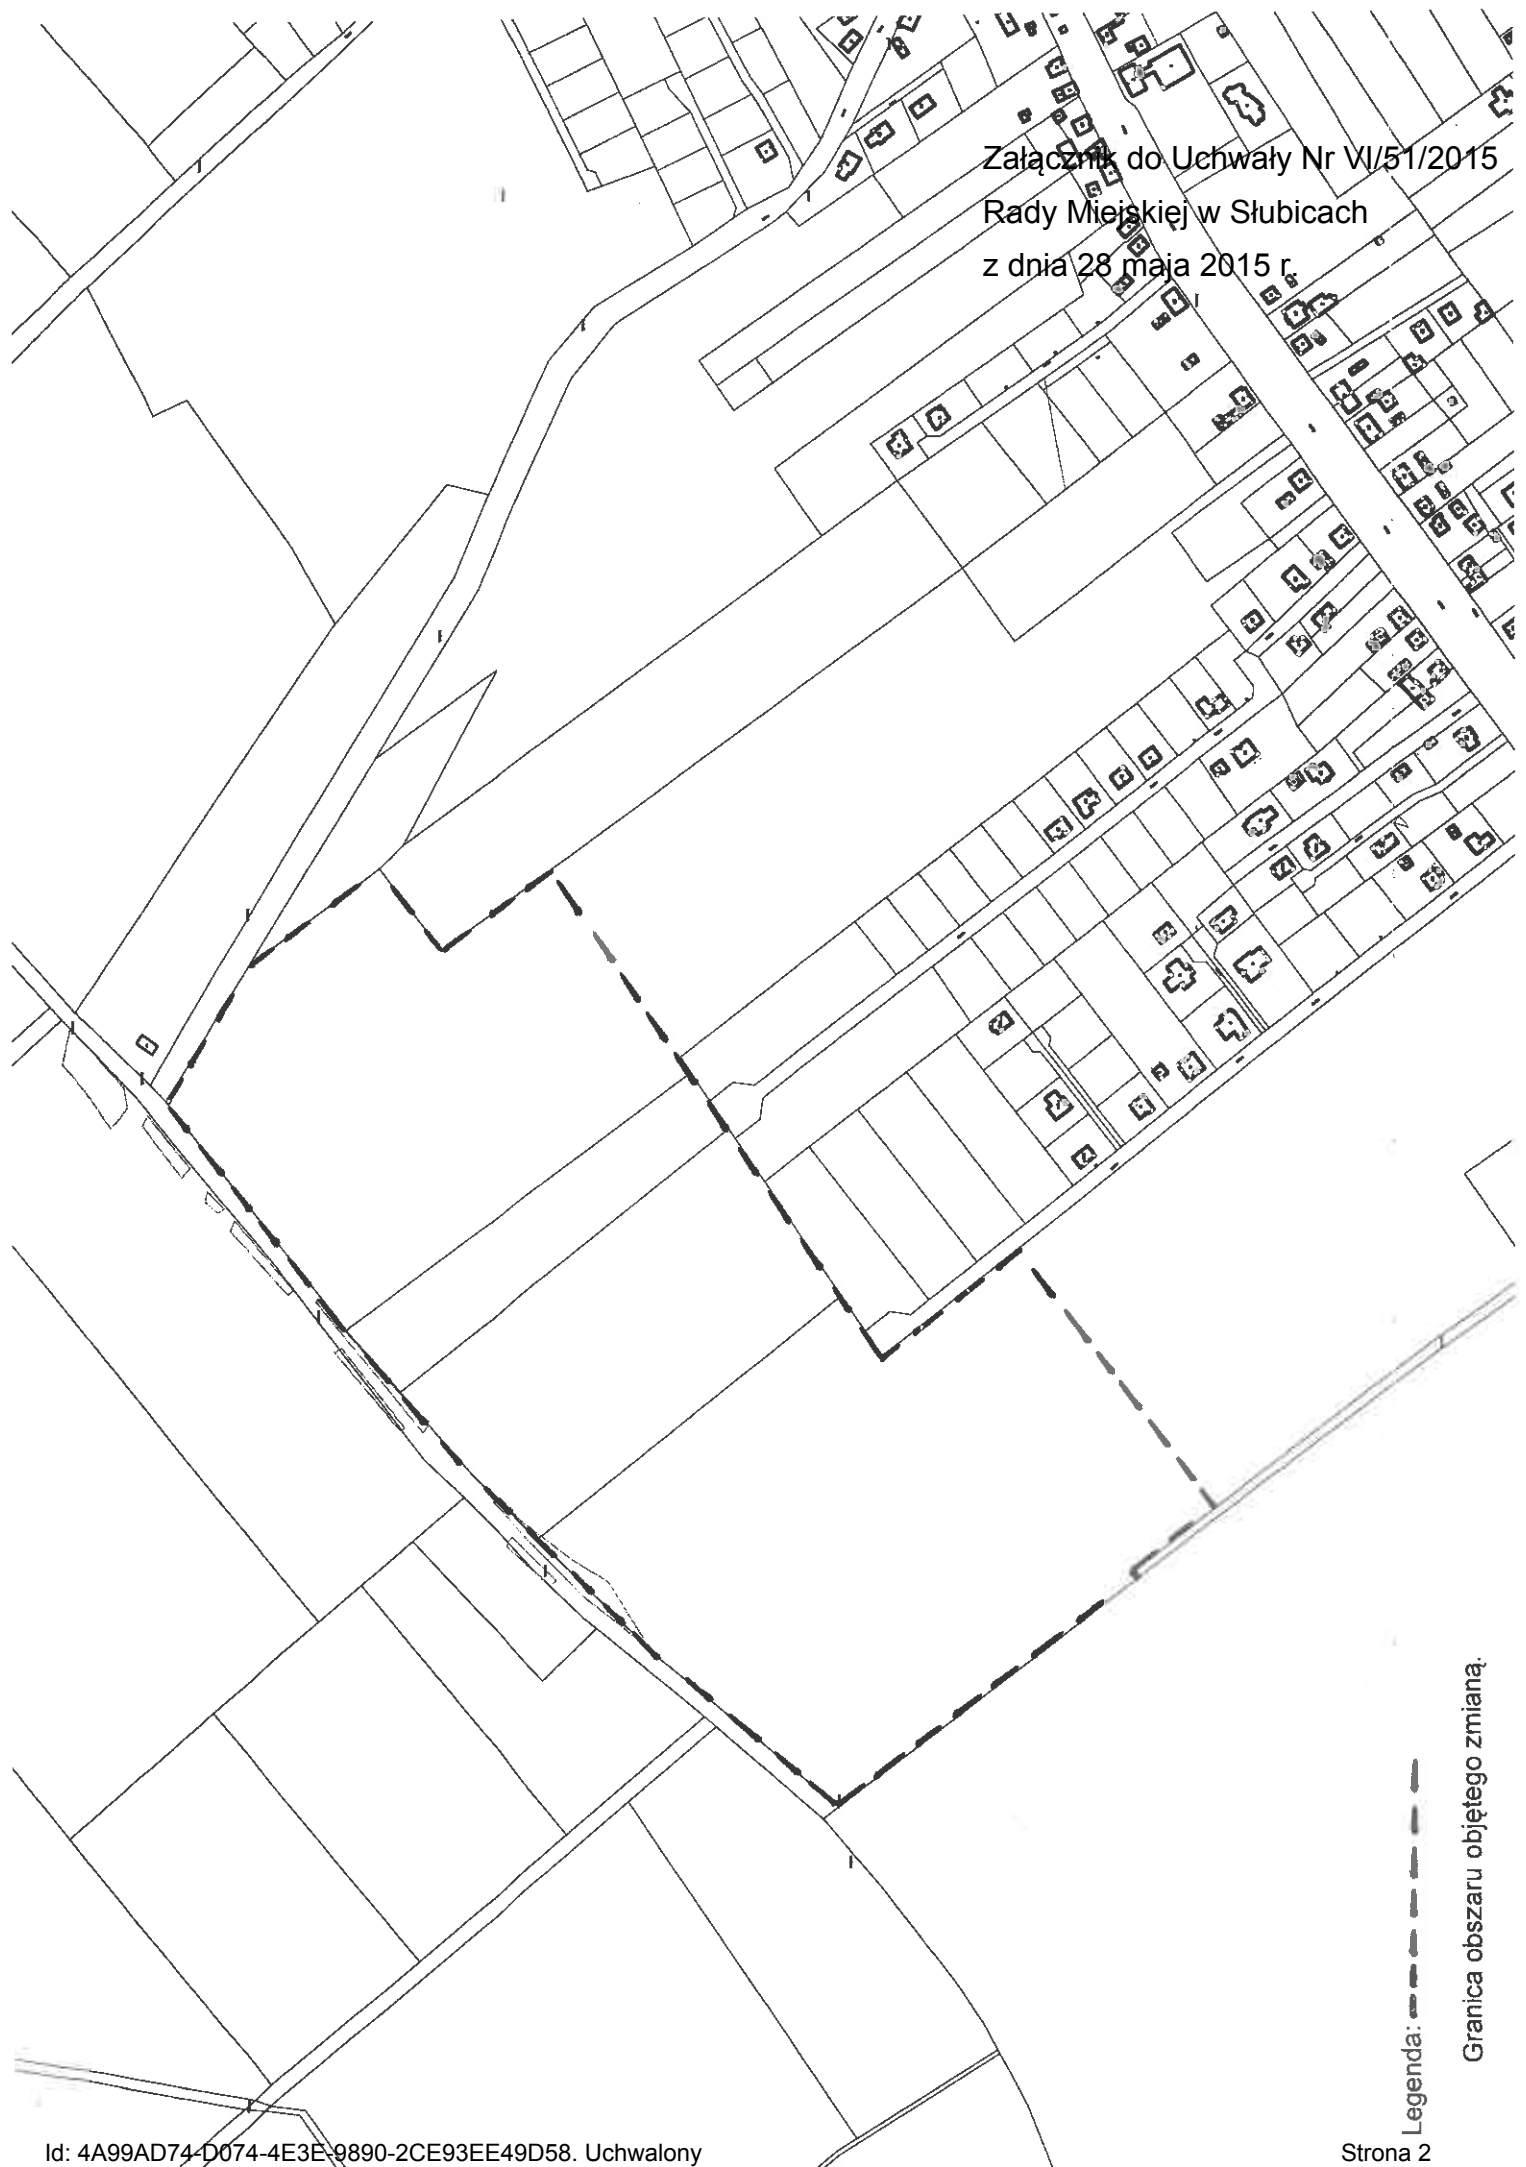 Załącznik do Uchwały Nr VI/51/2015
Rady Miejskiej w Słubicach
z dnia 28 maja 2015 r.
Legenda:
Granica obszaru objętego zmianą.
Id: 4A99AD74-D074-4E3E-9890-2CE93EE49D58. Uchwalony
Strona 2